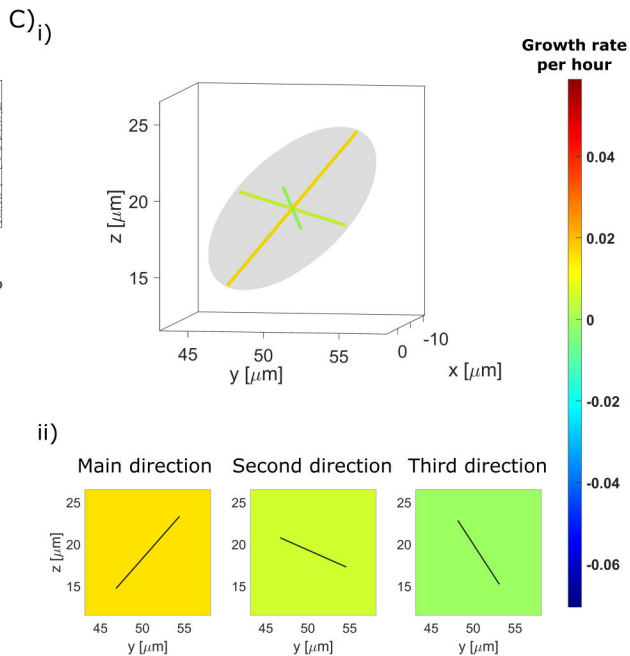 C)
i)
Growth rate
per hour
0.04
0.02
0
-0.02
-0.04
-0.06
25
20
15
z [μm]
45
50
55
y [μm]
0
-10
x [μm]
ii)
Main direction
Second direction
Third direction
z [μm]
25
20
15
45
50
55
y [μm]
25
20
15
45
50
55
y [μm]
25
20
15
45
50
55
y [μm]